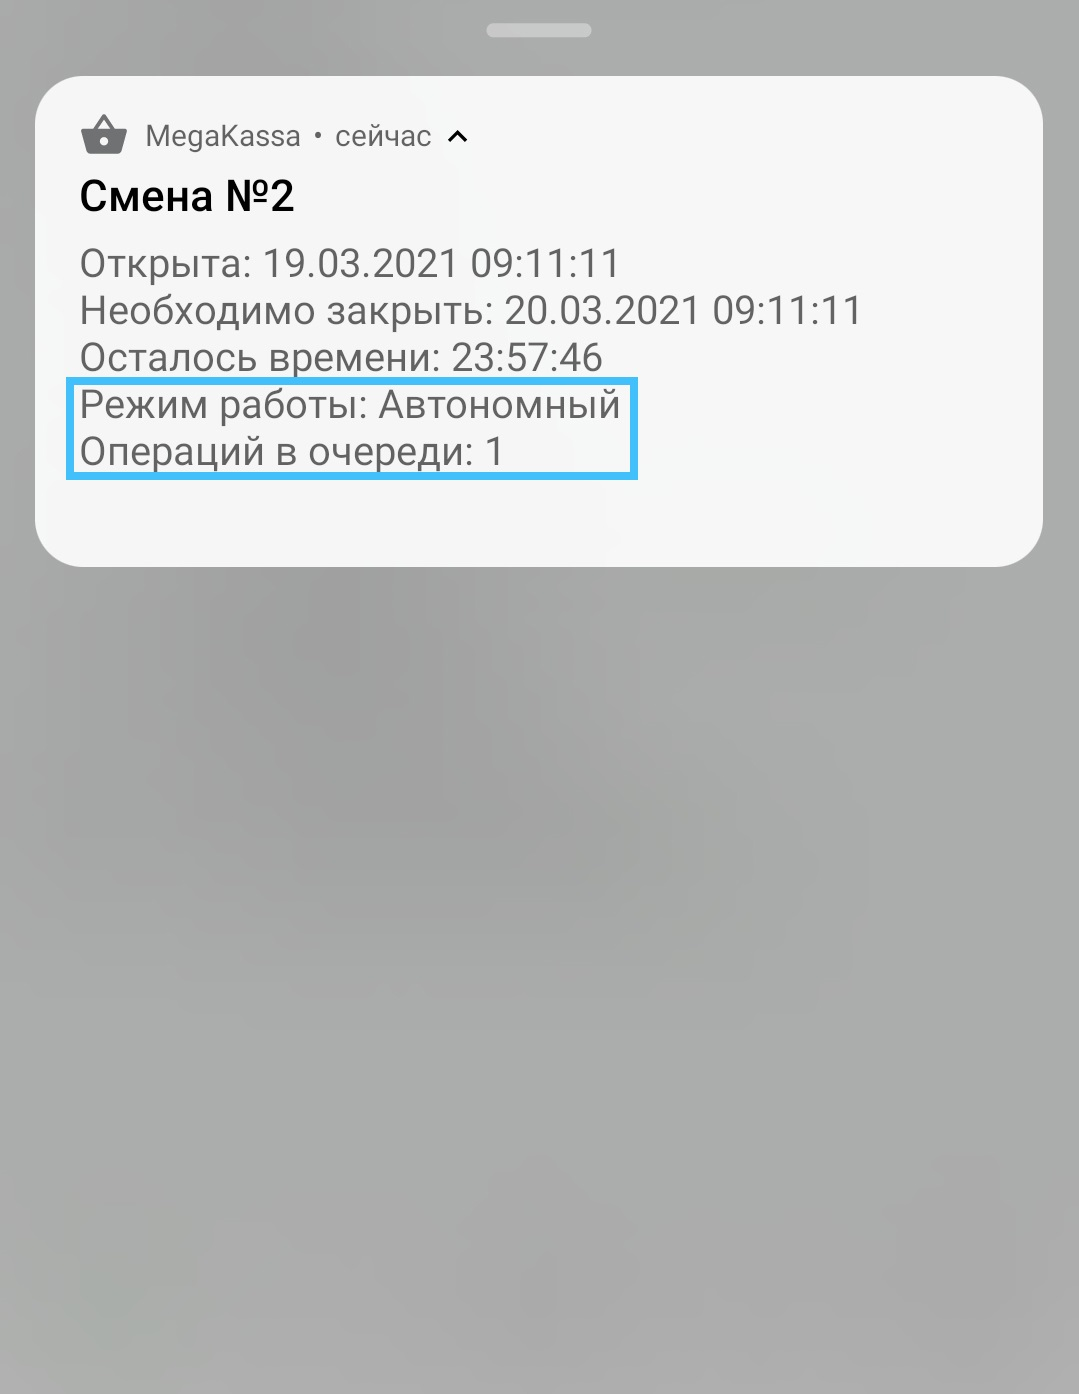 MegaKassa • сейчас
Смена №2
Открыта: 19.03.2021 09:11:11
Необходимо закрыть: 20.03.2021 09:11:11
Осталось времени: 23:57:46
Режим работы: Автономный
Операций в очереди: 1